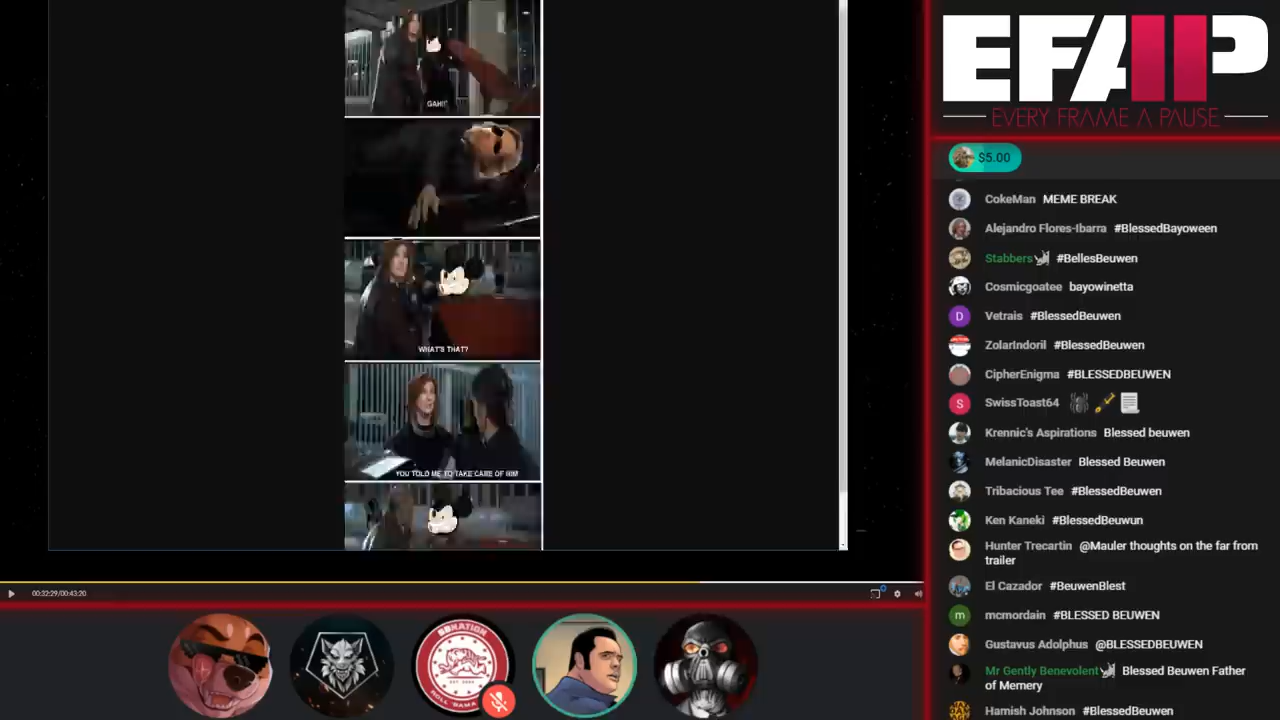 GAH!!
WHAT'S THAT?
YOU TOLD ME TO TAKE CARE OF HIM
00:32:29/00:43:20
BBNATION
ROLL 'BAMA
EFAP
EVERY FRAME A PAUSE
$5.00
CokeMan MEME BREAK
Alejandro Flores-Ibarra #BlessedBayoween
Stabbers #BellesBeuwen
Cosmicgoatee bayowinetta
D Vetrais #BlessedBeuwen
ZolarIndoril #BlessedBeuwen
CipherEnigma #BLESSEDBEUWEN
S SwissToast64
Krennic's Aspirations Blessed beuwen
MelanicDisaster Blessed Beuwen
Tribacious Tee #BlessedBeuwen
Ken Kaneki #BlessedBeuwun
Hunter Trecartin @Mauler thoughts on the far from
trailer
El Cazador #BeuwenBlest
m mcmordain #BLESSED BEUWEN
Gustavus Adolphus @BLESSEDBEUWEN
Mr Gently Benevolent Blessed Beuwen Father
of Memery
Hamish Johnson #BlessedBeuwen